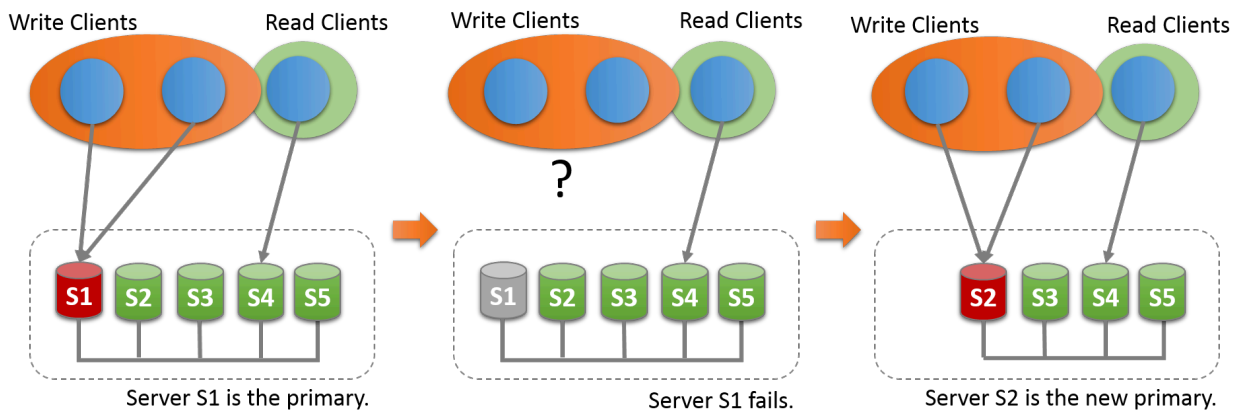 Write Clients Read Clients
Write Clients Read Clients
Write Clients Read Clients
?
S1 S2 S3 S4 S5
S1 S2 S3 S4 S5
S2 S3 S4 S5
Server S1 is the primary.
Server S1 fails.
Server S2 is the new primary.